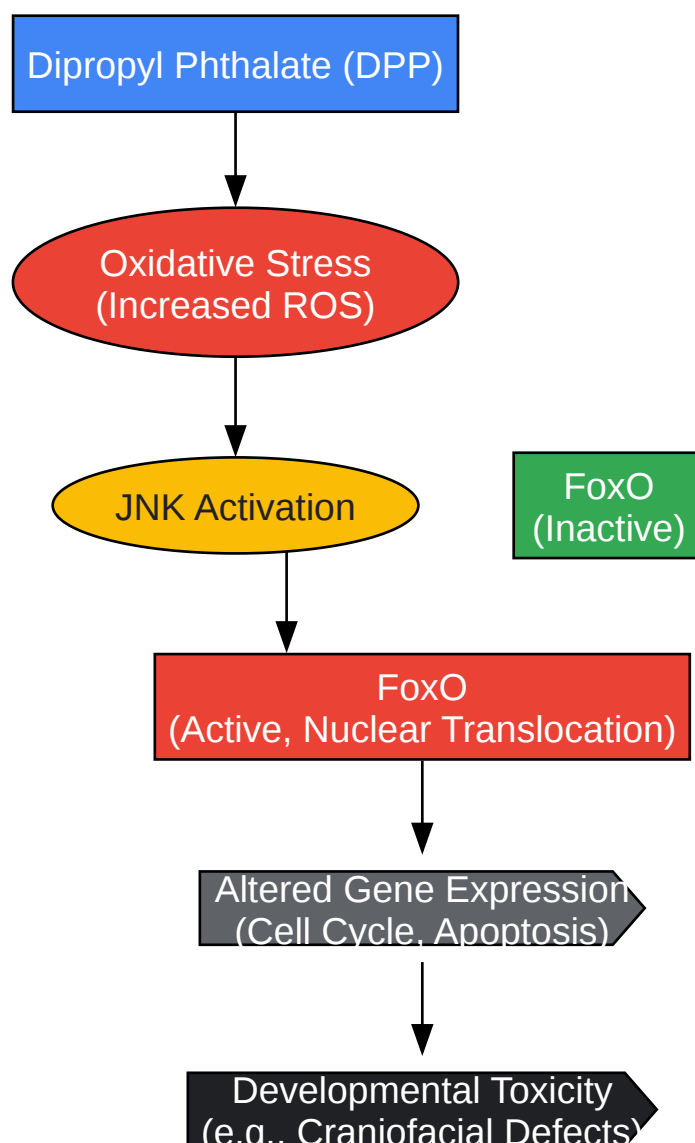 Dipropyl Phthalate (DPP)
Oxidative Stress
(Increased ROS)
JNK Activation
FoxO
(Inactive)
FoxO
(Active, Nuclear Translocation)
Altered Gene Expression
(Cell Cycle, Apoptosis)
Developmental Toxicity
(e.g., Craniofacial Defects)